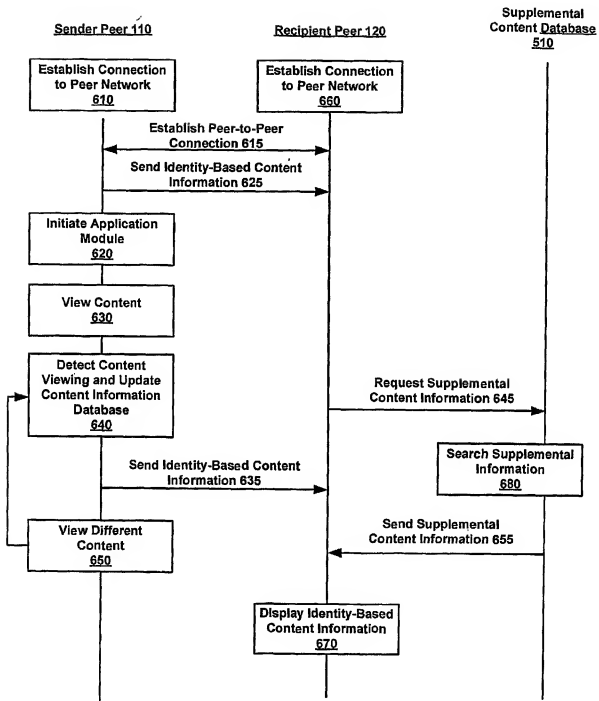 Sender Peer 110
Recipient Peer 120
Supplemental
Content Database
510
Establish Connection
to Peer Network
610
Establish Connection
to Peer Network
660
Establish Peer-to-Peer
Connection 615
Send Identity-Based Content
Information 625
Initiate Application
Module
620
View Content
630
Detect Content
Viewing and Update
Content Information
Database
640
Request Supplemental
Content Information 645
Search Supplemental
Information
680
Send Identity-Based Content
Information 635
Send Supplemental
Content Information 655
View Different
Content
650
Display Identity-Based
Content Information
670